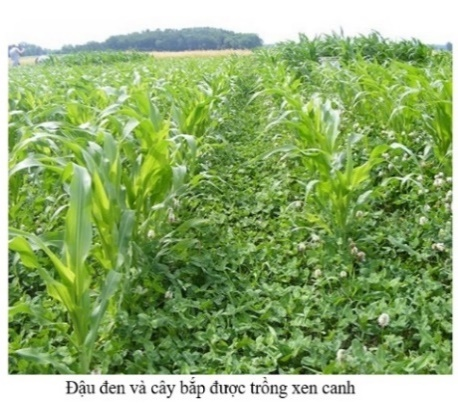 Đậu đen và cây bắp được trồng xen canh